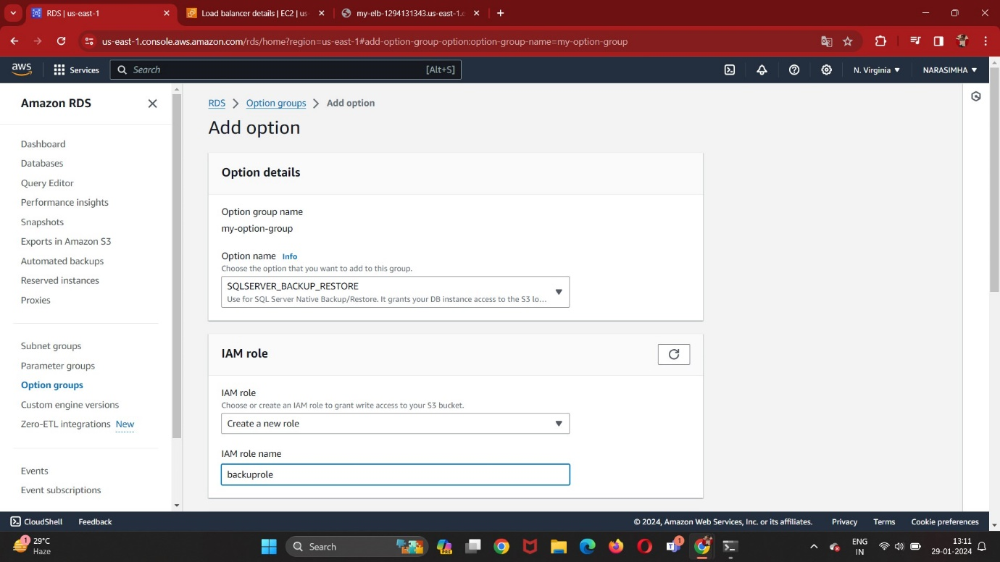 RDS | us-east-1
Load balancer details | EC2 | us-
my-elb-1294131343.us-east-1.e
us-east-1.console.aws.amazon.com/rds/home?region=us-east-1#add-option-group-option:option-group-name=my-option-group
aws
Services
Search
[Alt+S]
N. Virginia
NARASIMHA
Amazon RDS
Dashboard
Databases
Query Editor
Performance insights
Snapshots
Exports in Amazon S3
Automated backups
Reserved instances
Proxies
Subnet groups
Parameter groups
Option groups
Custom engine versions
Zero-ETL integrations New
Events
Event subscriptions
RDS > Option groups > Add option
Add option
Option details
Option group name
my-option-group
Option name Info
Choose the option that you want to add to this group.
SQLSERVER_BACKUP_RESTORE
Use for SQL Server Native Backup/Restore. It grants your DB instance access to the S3 lo...
IAM role
IAM role
Choose or create an IAM role to grant write access to your S3 bucket.
Create a new role
IAM role name
backuprole
CloudShell
Feedback
© 2024, Amazon Web Services, Inc. or its affiliates.
Privacy
Terms
Cookie preferences
1
29°C
Haze
Search
PRE
1
ENG
IN
13:11
29-01-2024